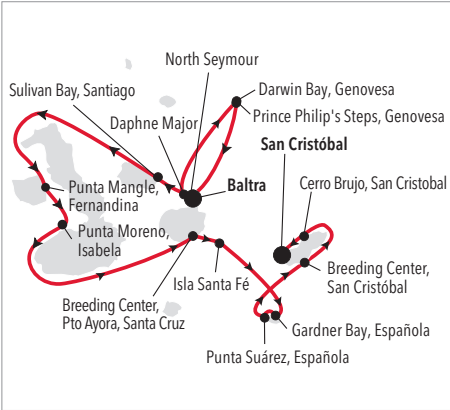 North Seymour
Sulivan Bay, Santiago
Darwin Bay, Genovesa
Prince Philip's Steps, Genovesa
Daphne Major
San Cristóbal
Baltra
Cerro Brujo, San Cristobal
Punta Mangle,
Fernandina
Punta Moreno,
Isabela
Breeding Center,
San Cristóbal
Isla Santa Fé
Breeding Center,
Pto Ayora, Santa Cruz
Gardner Bay, Española
Punta Suárez, Española